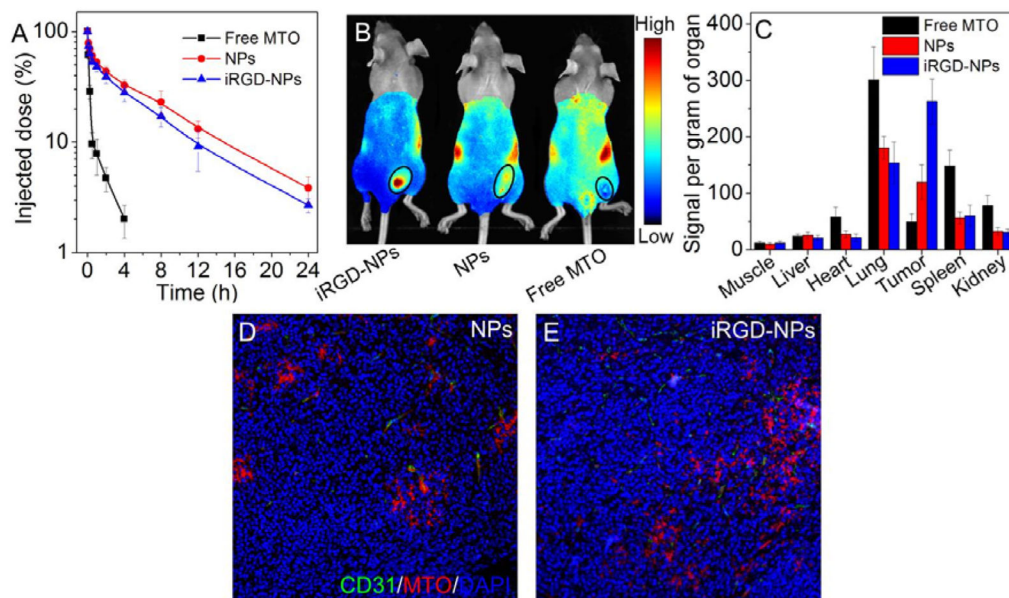 A
Injected dose (%)
100
10
1
Free MTO
NPs
iRGD-NPs
0
4
8
12
16
20
24
Time (h)
B
High
Low
iRGD-NPs
NPs
Free MTO
C
Signal per gram of organ
400
300
200
100
0
Free MTO
NPs
iRGD-NPs
Muscle
Liver
Heart
Lung
Tumor
Spleen
Kidney
D
NPs
CD31/MTO/DAPI
E
iRGD-NPs